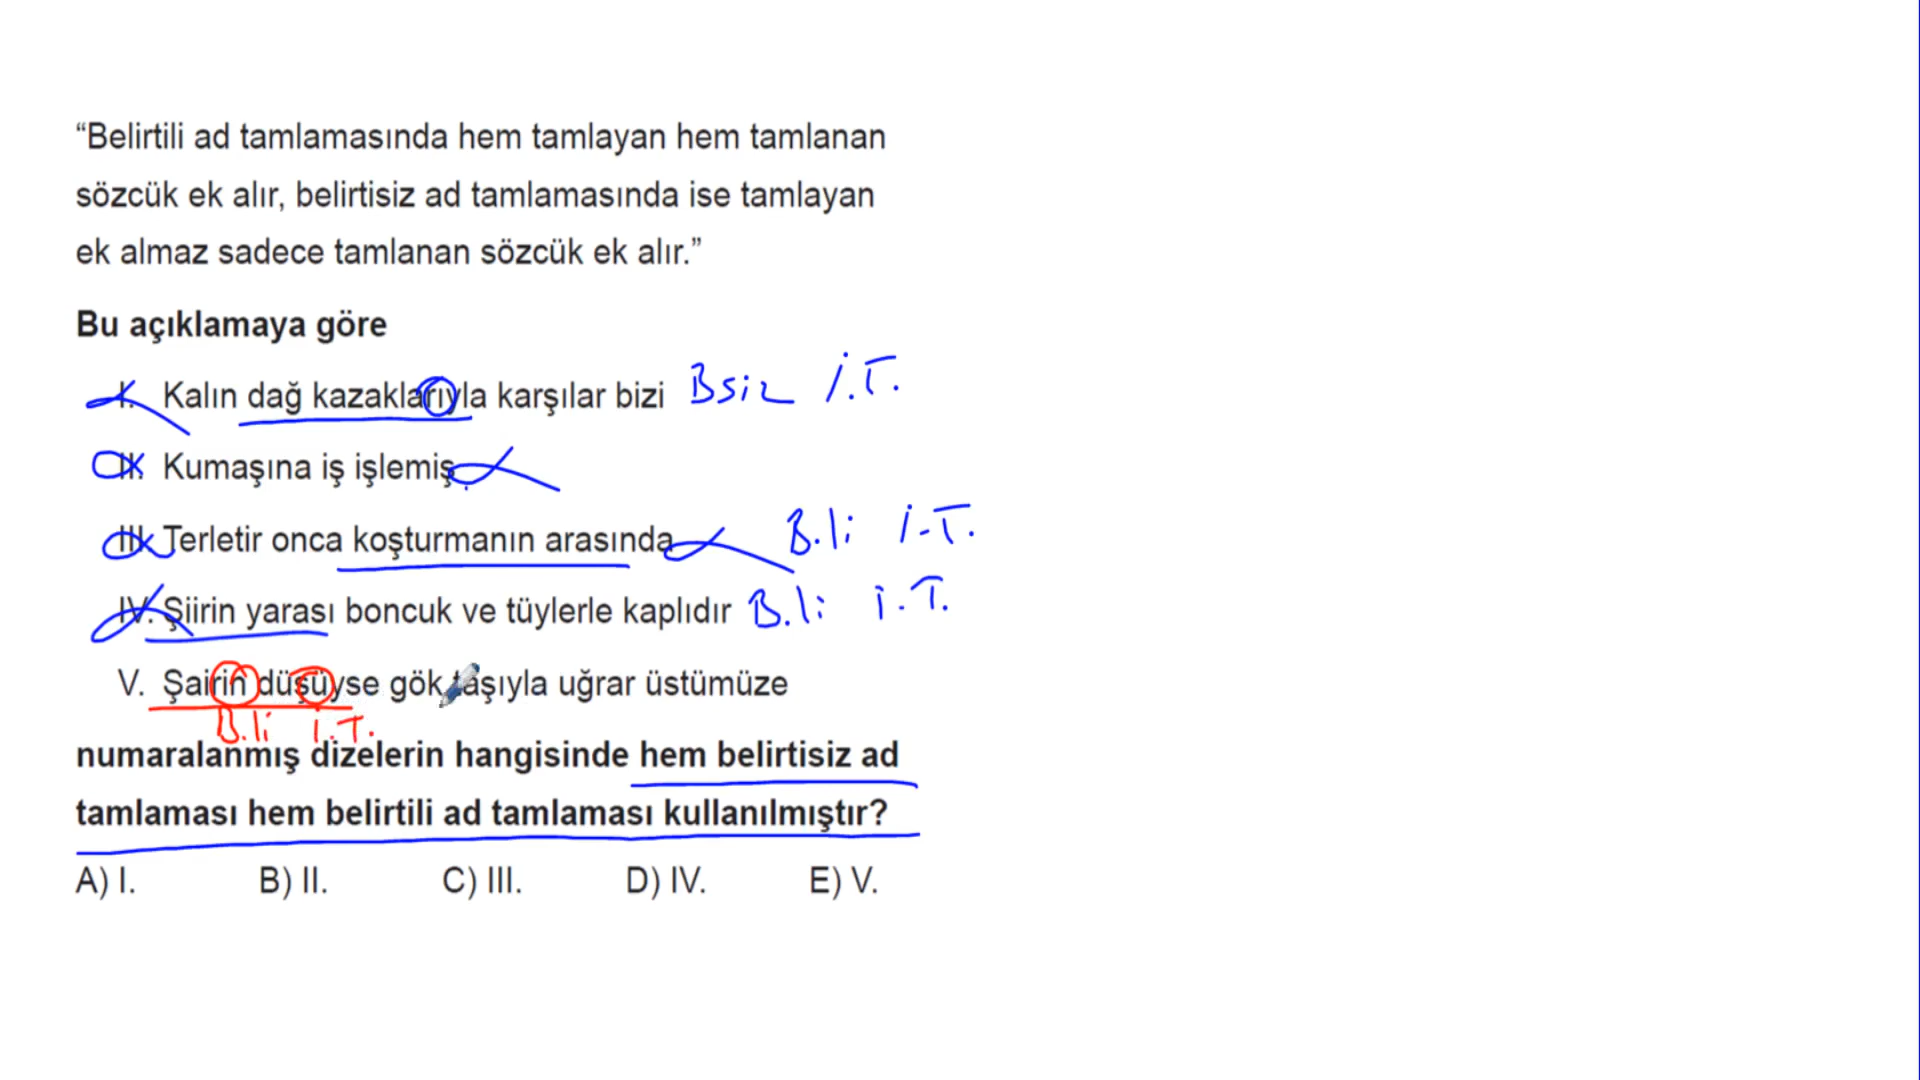 “Belirtili ad tamlamasında hem tamlayan hem tamlanan
sözcük ek alır, belirtisiz ad tamlamasında ise tamlayan
ek almaz sadece tamlanan sözcük ek alır.”
Bu açıklamaya göre
I. Kalın dağ kazaklarıyla karşılar bizi Bsiz İ.T.
II. Kumaşına iş işlemiş
III. Terletir onca koşturmanın arasında B.li İ.T.
IV. Şiirin yarası boncuk ve tüylerle kaplıdır B.li İ.T.
V. Şairin düşüyse gök taşıyla uğrar üstümüze
B.li İ.T.
numaralanmış dizelerin hangisinde hem belirtisiz ad
tamlaması hem belirtili ad tamlaması kullanılmıştır?
A) I. B) II. C) III. D) IV. E) V.